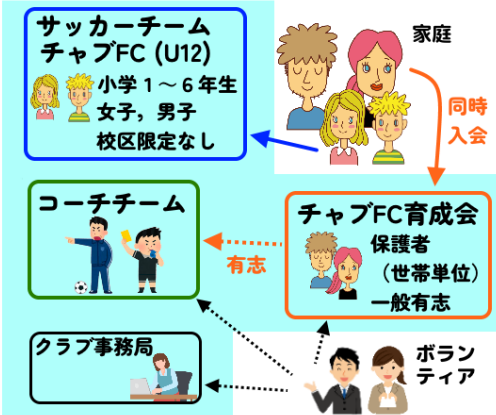 サッカーチーム
チャブFC (U12)
小学１～６年生
女子，男子
校区限定なし
家庭
同時
入会
コーチチーム
有志
チャブFC育成会
保護者
（世帯単位）
一般有志
クラブ事務局
ボラン
ティア